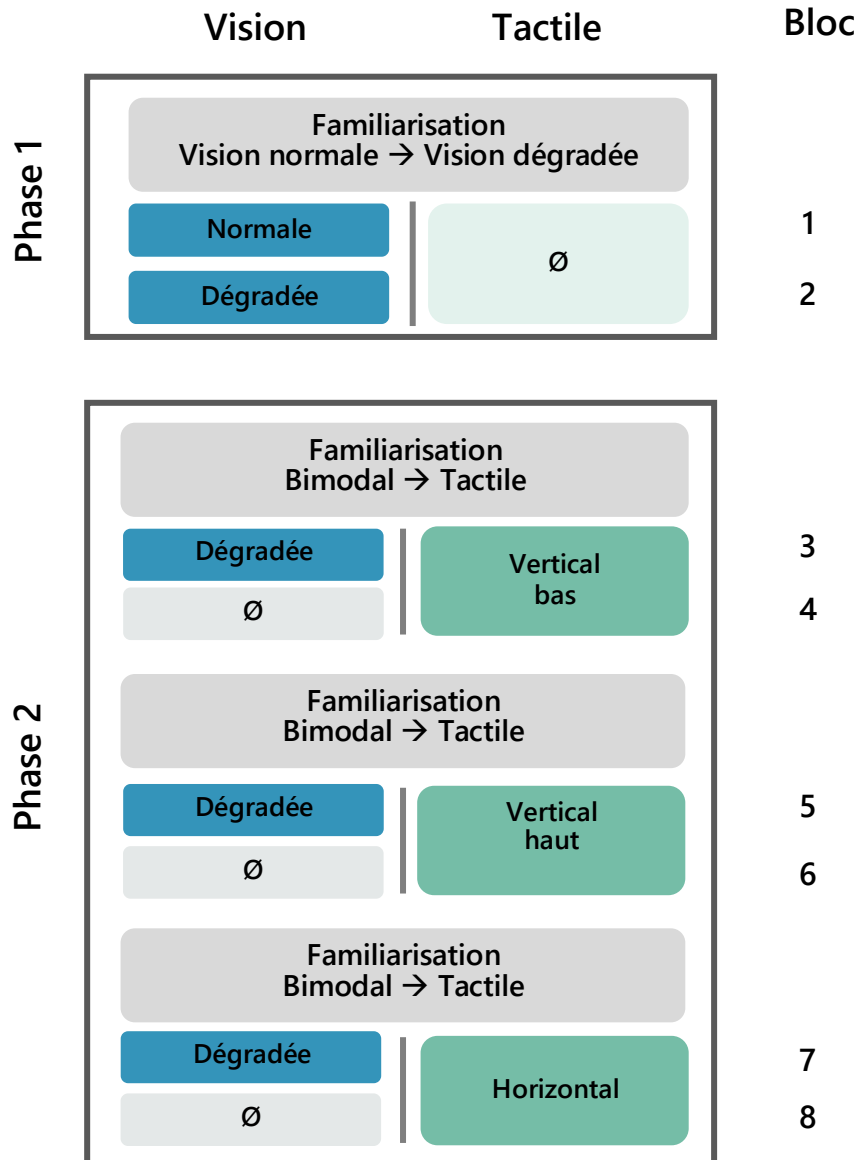 Vision Tactile Bloc
Phase 1
Familiarisation
Vision normale → Vision dégradée
Normale
Ø
1
Dégradée
2
Phase 2
Familiarisation
Bimodal → Tactile
Dégradée
Vertical
bas
3
Ø
4
Familiarisation
Bimodal → Tactile
Dégradée
Vertical
haut
5
Ø
6
Familiarisation
Bimodal → Tactile
Dégradée
Horizontal
7
Ø
8